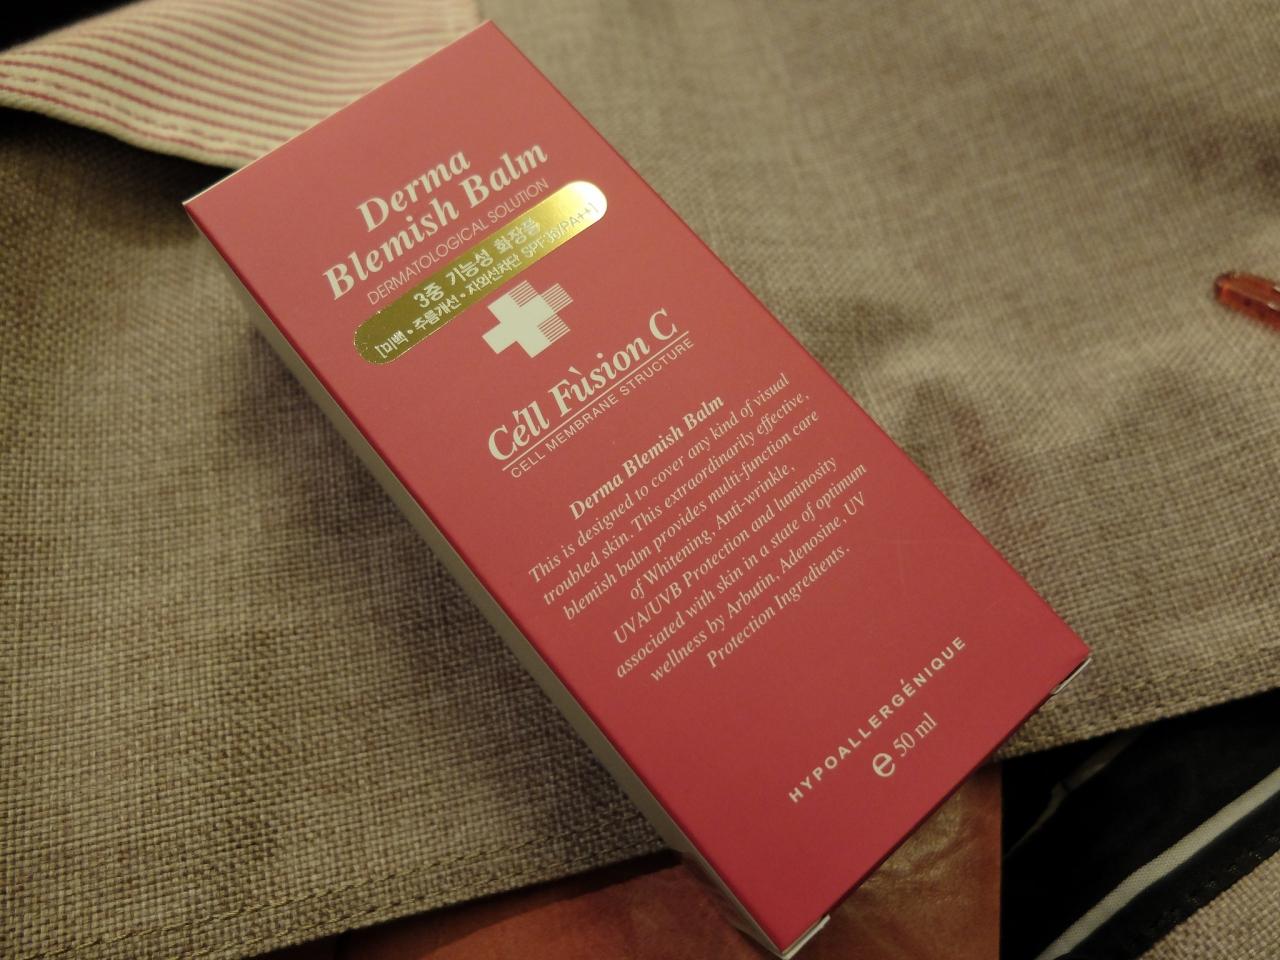 Derma
Blemish Balm
DERMATOLOGICAL SOLUTION
3중 기능성 화장품
[미백 • 주름개선 • 자외선차단 SPF36/PA++]
Cell Fùsion C
CELL MEMBRANE STRUCTURE
Derma Blemish Balm
This is designed to cover any kind of visual
troubled skin. This extraordinarily effective,
blemish balm provides multi-function care
of Whitening, Anti-wrinkle,
UVA/UVB Protection and luminosity
associated with skin in a state of optimum
wellness by Arbutin, Adenosine, UV
Protection Ingredients.
HYPOALLERGÉNIQUE
e 50 ml